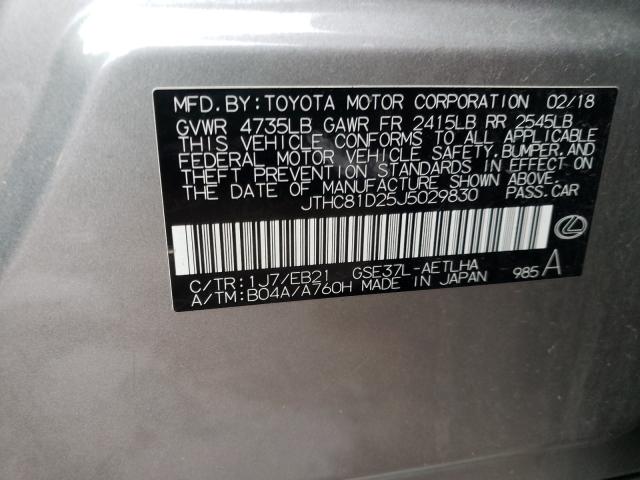 MFD. BY: TOYOTA MOTOR CORPORATION 02/18
GVWR 4735LB GAWR FR 2415LB RR 2545LB
THIS VEHICLE CONFORMS TO ALL APPLICABLE
FEDERAL MOTOR VEHICLE SAFETY, BUMPER, AND
THEFT PREVENTION STANDARDS IN EFFECT ON
THE DATE OF MANUFACTURE SHOWN ABOVE.
JTHC81D25J5029830 PASS. CAR
C/TR: 1J7/EB21 GSE37L-AETLHA 985 A
A/TM: B04A/A760H MADE IN JAPAN